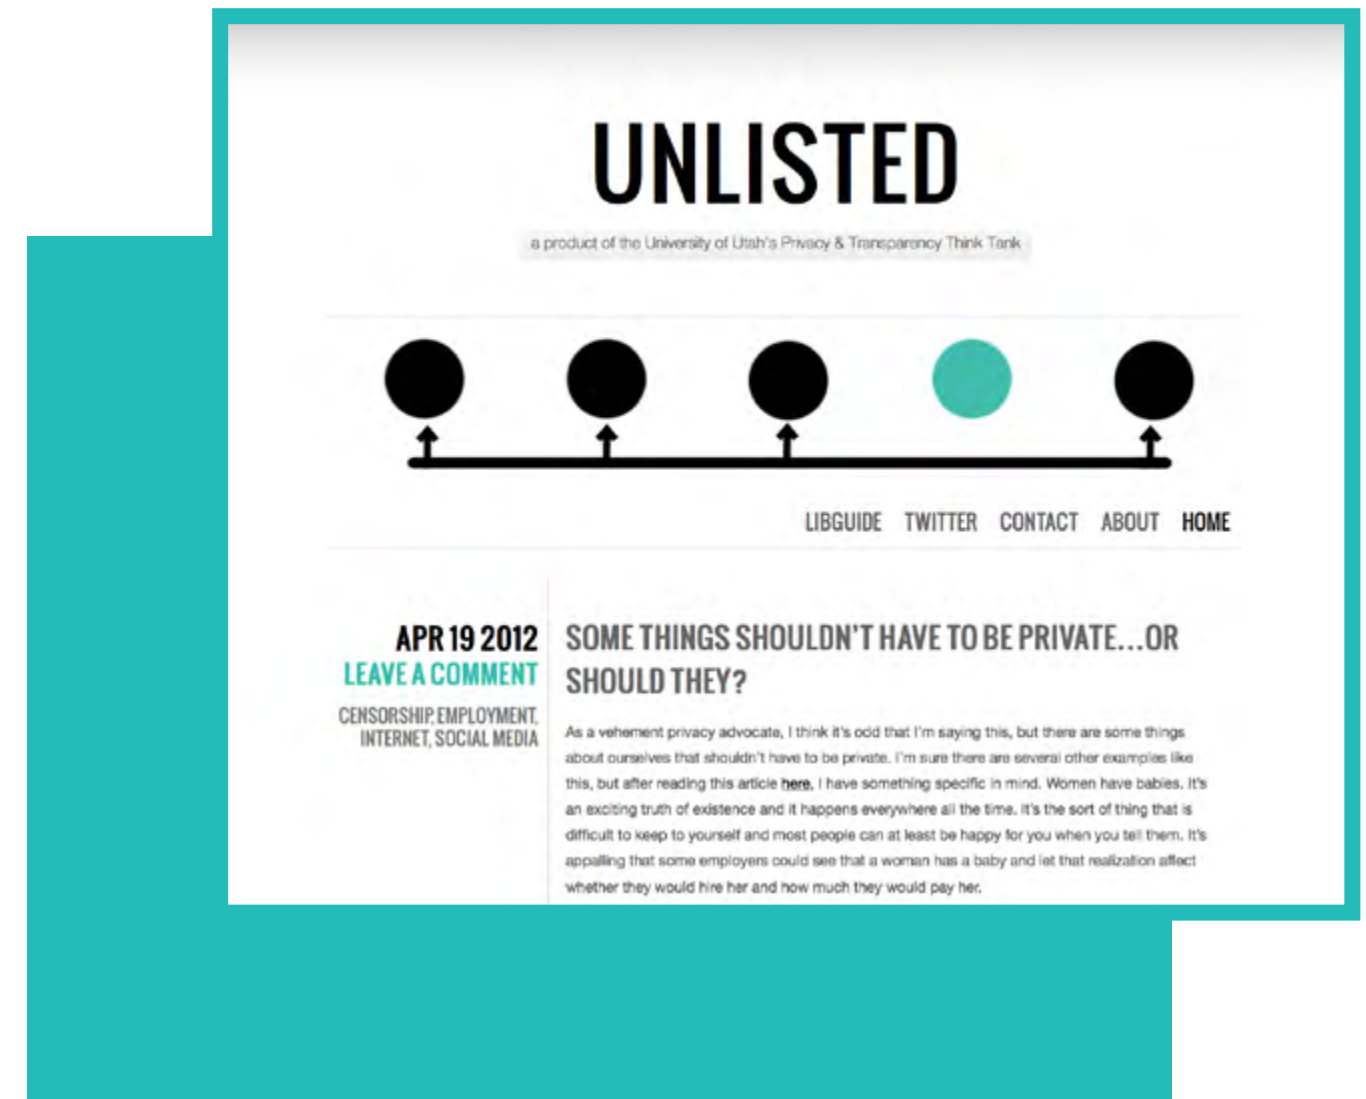 UNLISTED
a product of the University of Utah's Privacy & Transparency Think Tank
LIBGUIDE TWITTER CONTACT ABOUT HOME
APR 19 2012
LEAVE A COMMENT
CENSORSHIP, EMPLOYMENT,
INTERNET, SOCIAL MEDIA
SOME THINGS SHOULDN'T HAVE TO BE PRIVATE...OR
SHOULD THEY?
As a vehement privacy advocate, I think it's odd that I'm saying this, but there are some things
about ourselves that shouldn't have to be private. I'm sure there are several other examples like
this, but after reading this article here, I have something specific in mind. Women have babies. It's
an exciting truth of existence and it happens everywhere all the time. It's the sort of thing that is
difficult to keep to yourself and most people can at least be happy for you when you tell them. It's
appalling that some employers could see that a woman has a baby and let that realization affect
whether they would hire her and how much they would pay her.